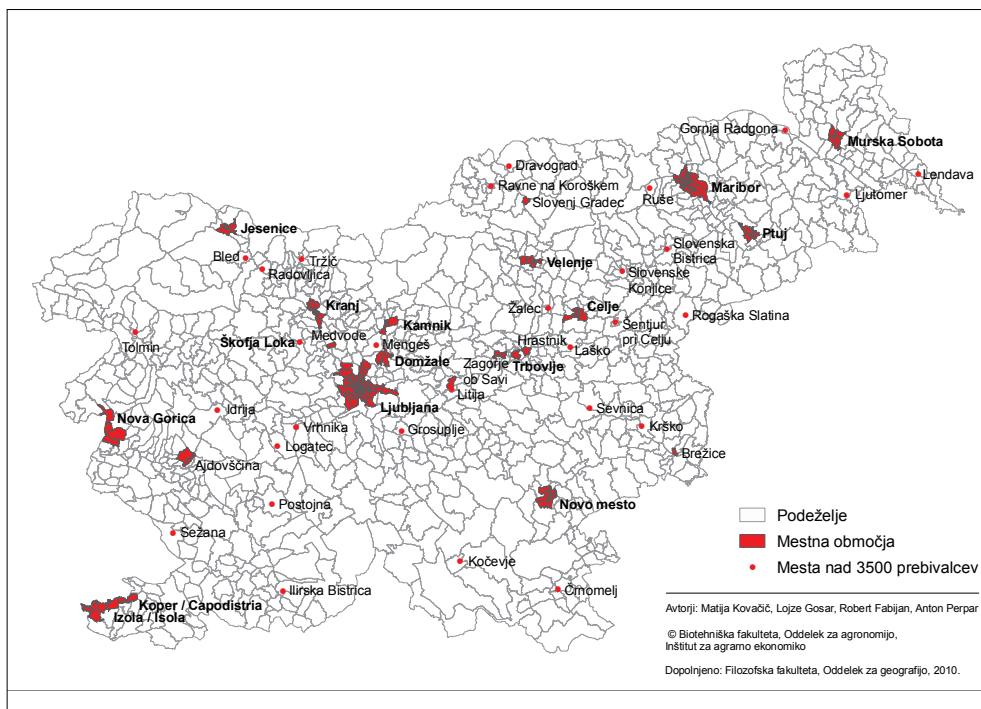 Gornja Radgona
Murska Sobota
Dravograd
Lendava
Ravne na Koroškem
Maribor
Ruše
Ljutomer
Slovenj Gradec
Jesenice
Ptuj
Slovenska
Bistrica
Bled
Tržič
Velenje
Radovljica
Slovenske
Konjice
Kranj
Žalec
Celje
Rogaška Slatina
Kamnik
Šentjur
pri Celju
Tolmin
Škofja Loka
Medvode
Mengeš
Hrastnik
Laško
Domžale
Zagorje
ob Savi
Trbovlje
Ljubljana
Litija
Nova Gorica
Idrija
Sevnica
Vrhnika
Grosuplje
Krško
Logatec
Brežice
Ajdovščina
Postojna
Novo mesto
Sežana
Kočevje
Ilirska Bistrica
Črnomelj
Koper / Capodistria
Izola / Isola
Podeželje
Mestna območja
Mesta nad 3500 prebivalcev
Avtorji: Matija Kovačič, Lojze Gosar, Robert Fabijan, Anton Perpar
© Biotehniška fakulteta, Oddelek za agronomijo,
Inštitut za agrarno ekonomiko
Dopolnjeno: Filozofska fakulteta, Oddelek za geografijo, 2010.